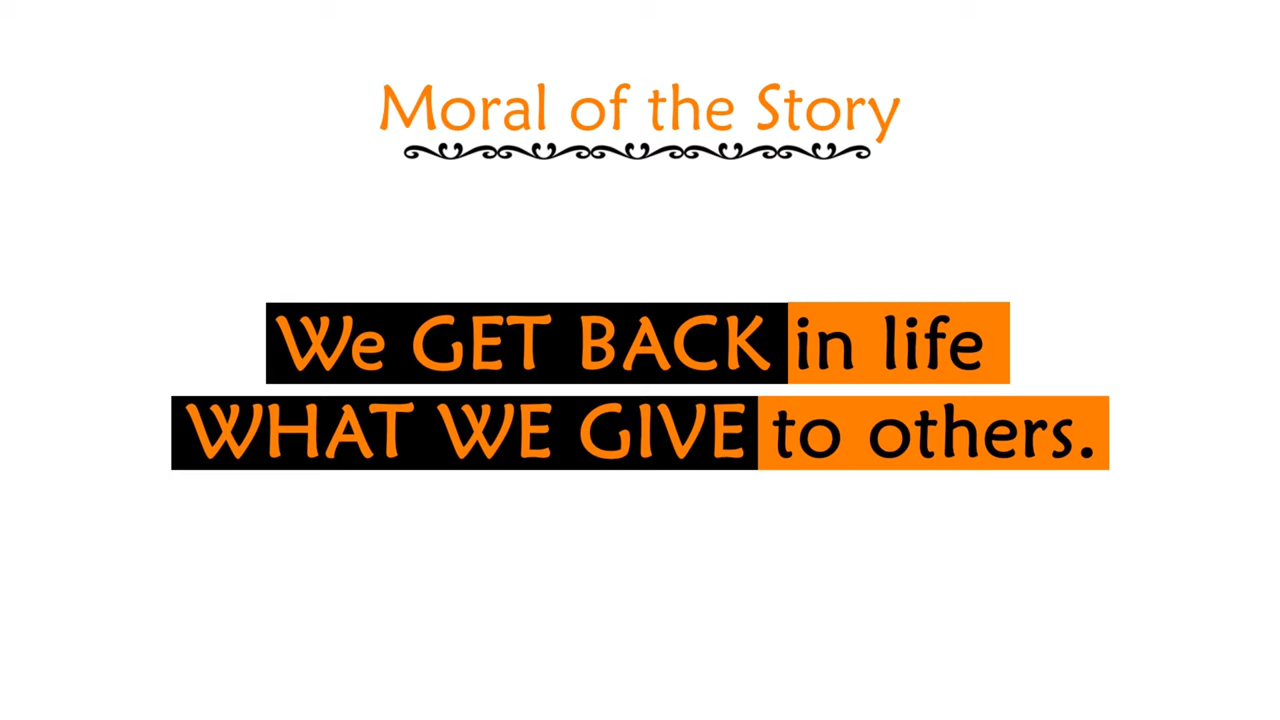 Moral of the Story
We GET BACK in life
WHAT WE GIVE to others.